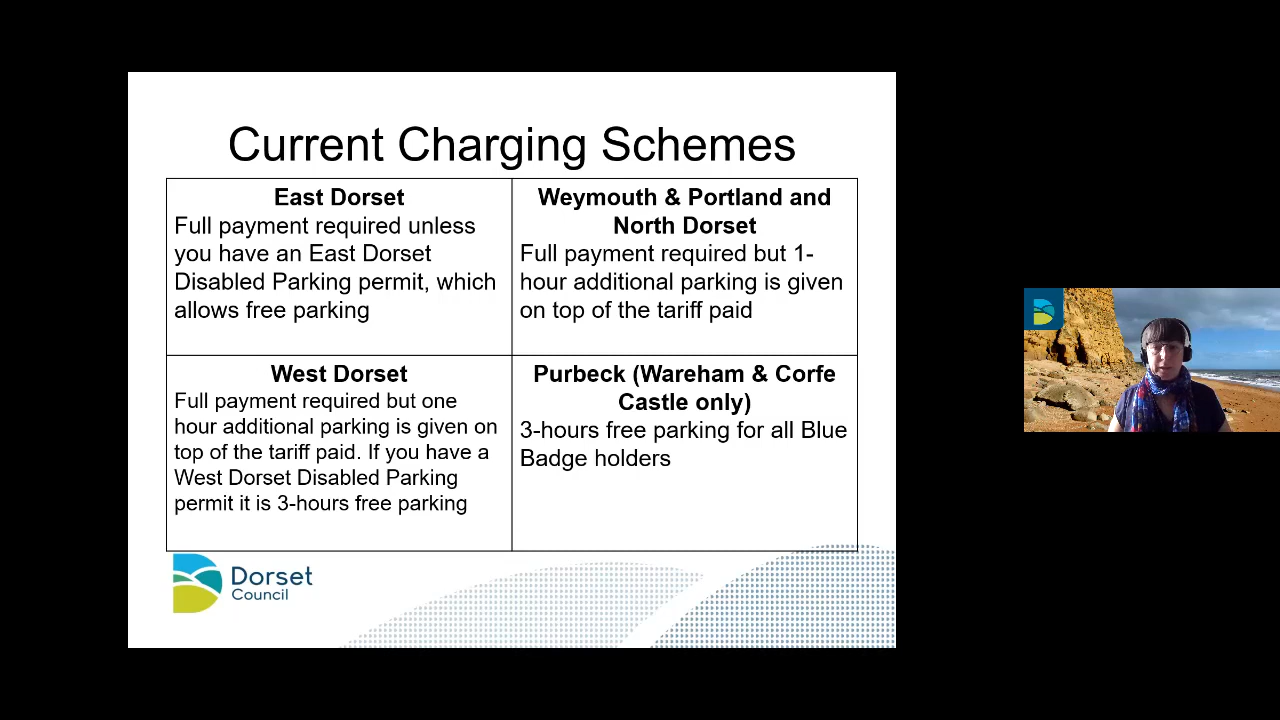 Current Charging Schemes
East Dorset
Full payment required unless
you have an East Dorset
Disabled Parking permit, which
allows free parking
Weymouth & Portland and
North Dorset
Full payment required but 1-
hour additional parking is given
on top of the tariff paid
West Dorset
Full payment required but one
hour additional parking is given on
top of the tariff paid. If you have a
West Dorset Disabled Parking
permit it is 3-hours free parking
Purbeck (Wareham & Corfe
Castle only)
3-hours free parking for all Blue
Badge holders
Dorset
Council